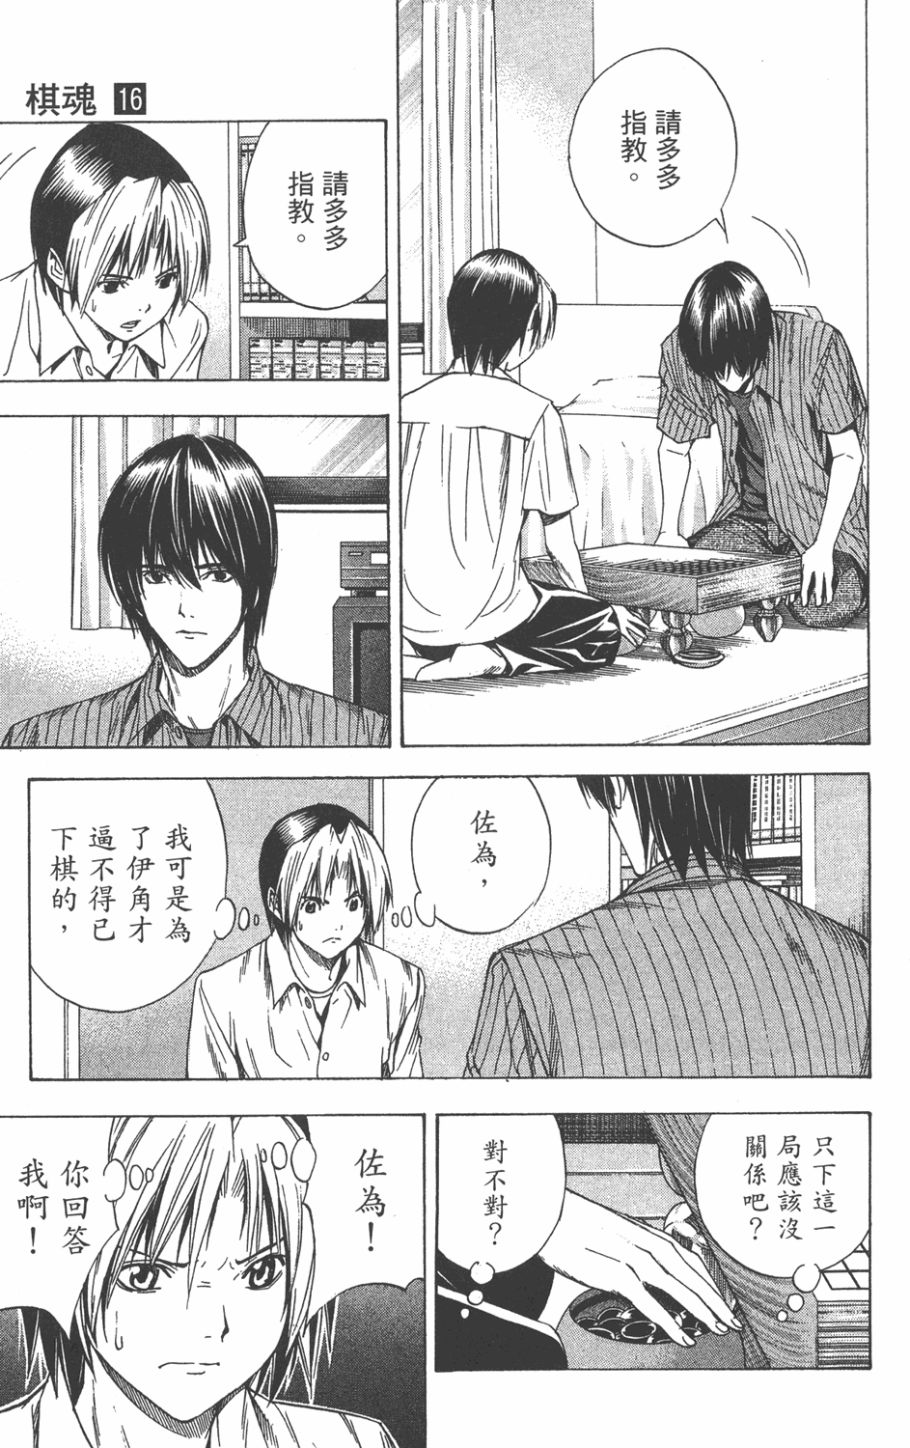 棋魂 16
請多多
指教。
請多多
指教。
佐為，
我可是為
了伊角才
逼不得已
下棋的，
只下這一
局應該沒
關係吧？
對不對？
佐為！
你回答
我啊！